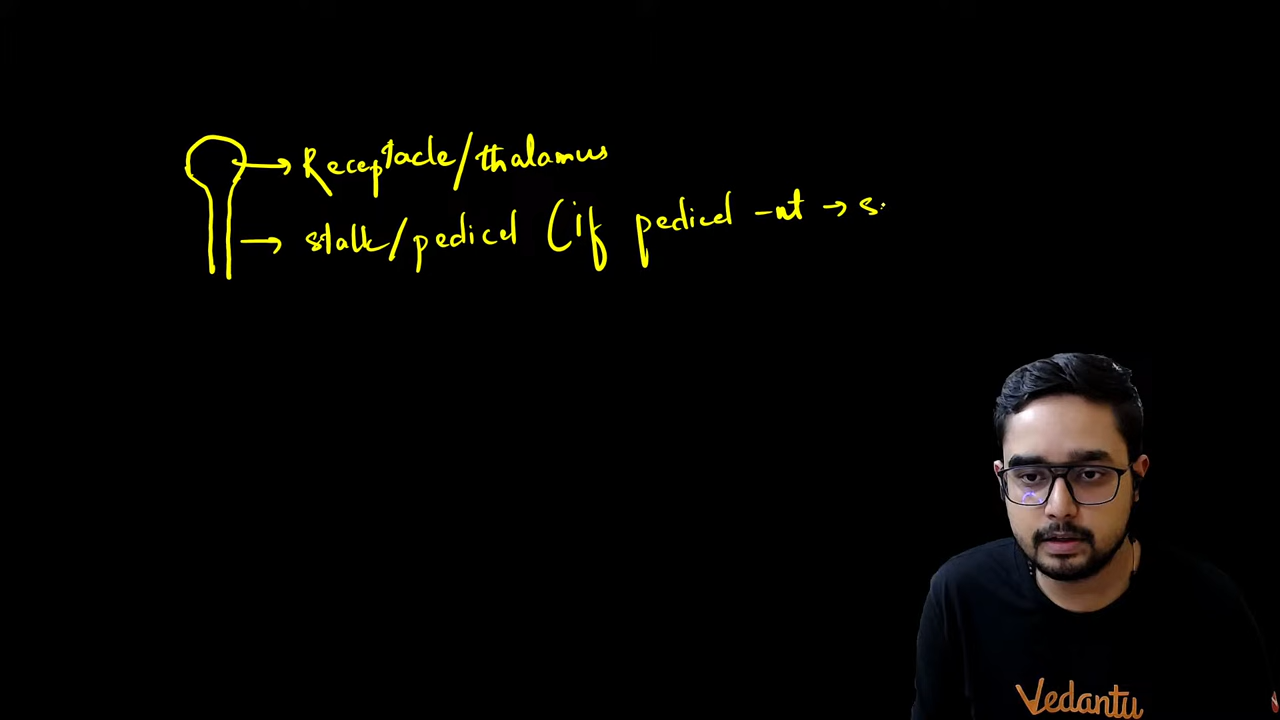 Receptacle/thalamus
stalk/pedicel (if pedicel -nt → s
Vedantu